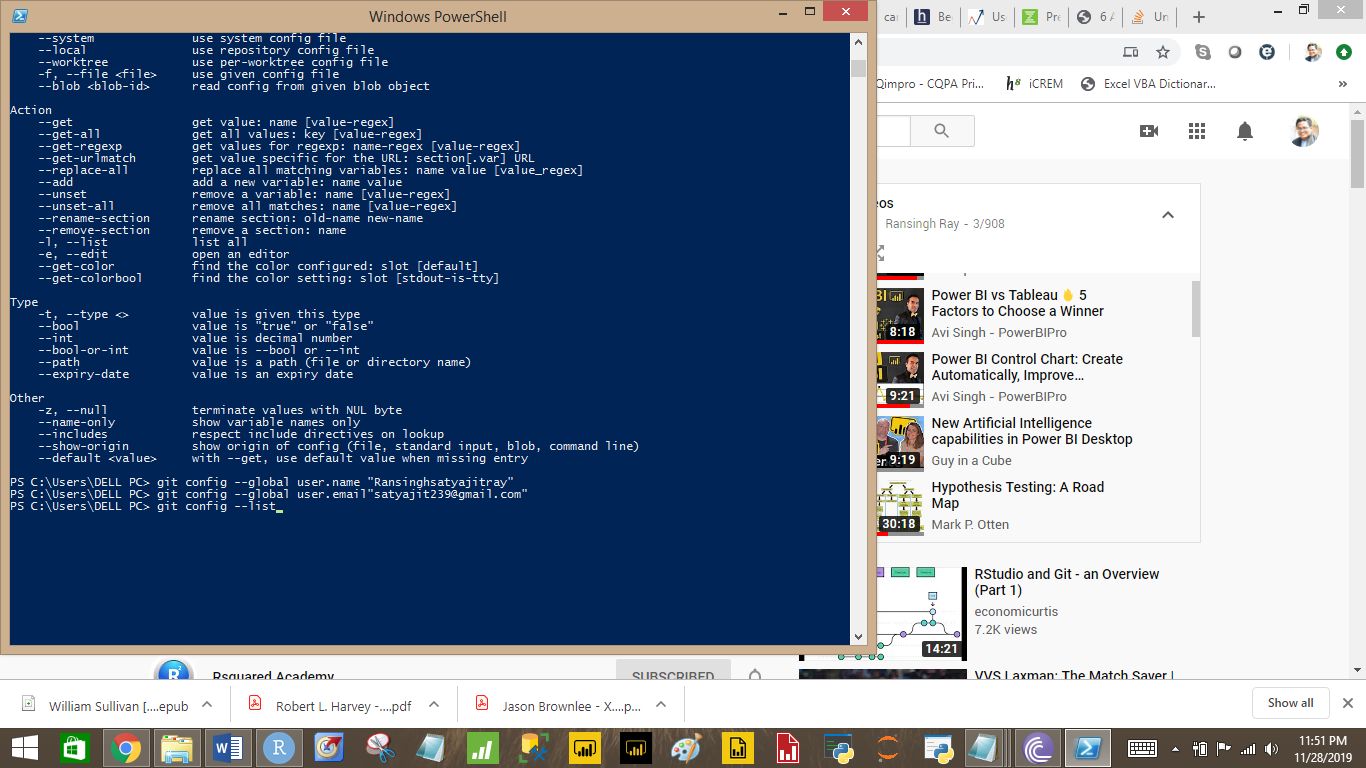 Windows PowerShell
--system use system config file
--local use repository config file
--worktree use per-worktree config file
-f, --file <file> use given config file
--blob <blob-id> read config from given blob object
Action
--get get value: name [value-regex]
--get-all get all values: key [value-regex]
--get-regexp get values for regexp: name-regex [value-regex]
--get-urlmatch get value specific for the URL: section[.var] URL
--replace-all replace all matching variables: name value [value_regex]
--add add a new variable: name value
--unset remove a variable: name [value-regex]
--unset-all remove all matches: name [value-regex]
--rename-section rename section: old-name new-name
--remove-section remove a section: name
-l, --list list all
-e, --edit open an editor
--get-color find the color configured: slot [default]
--get-colorbool find the color setting: slot [stdout-is-tty]
Type
-t, --type <> value is given this type
--bool value is "true" or "false"
--int value is decimal number
--bool-or-int value is --bool or --int
--path value is a path (file or directory name)
--expiry-date value is an expiry date
Other
-z, --null terminate values with NUL byte
--name-only show variable names only
--includes respect include directives on lookup
--show-origin show origin of config (file, standard input, blob, command line)
--default <value> with --get, use default value when missing entry
PS C:\Users\DELL PC> git config --global user.name "Ransinghsatyajitray"
PS C:\Users\DELL PC> git config --global user.email"satyajit239@gmail.com"
PS C:\Users\DELL PC> git config --list
car Be Us Pre 6 A Un
Qimpro - CQPA Pri... iCREM Excel VBA Dictionar...
eos
Ransingh Ray - 3/908
Power BI vs Tableau 5
Factors to Choose a Winner
Avi Singh - PowerBIPro
8:18
Power BI Control Chart: Create
Automatically, Improve...
Avi Singh - PowerBIPro
9:21
New Artificial Intelligence
capabilities in Power BI Desktop
Guy in a Cube
9:19
Hypothesis Testing: A Road
Map
Mark P. Otten
30:18
RStudio and Git - an Overview
(Part 1)
economicurtis
7.2K views
14:21
VVS Laxman: The Match Saver |
Rsquared Academy
SUBSCRIBED
William Sullivan [....epub
Robert L. Harvey -....pdf
Jason Brownlee - X....p...
Show all
11:51 PM
11/28/2019